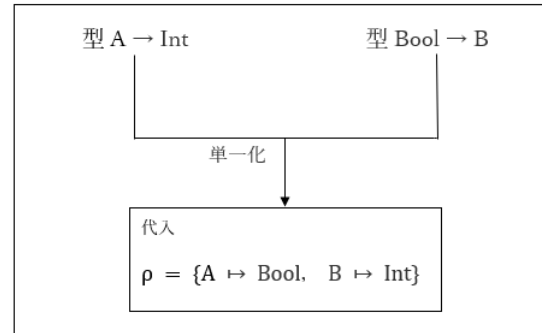 型 A → Int
型 Bool → B
単一化
代入
ρ = {A ↦ Bool, B ↦ Int}